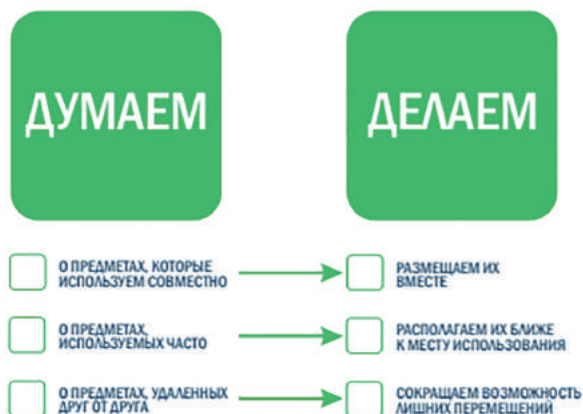 ДУМАЕМ
ДЕЛАЕМ
О ПРЕДМЕТАХ, КОТОРЫЕ
ИСПОЛЬЗУЕМ СОВМЕСТНО
РАЗМЕЩАЕМ ИХ
ВМЕСТЕ
О ПРЕДМЕТАХ,
ИСПОЛЬЗУЕМЫХ ЧАСТО
РАСПОЛАГАЕМ ИХ БЛИЖЕ
К МЕСТУ ИСПОЛЬЗОВАНИЯ
О ПРЕДМЕТАХ, УДАЛЕННЫХ
ДРУГ ОТ ДРУГА
СОКРАЩАЕМ ВОЗМОЖНОСТЬ
ЛИШНИХ ПЕРЕМЕЩЕНИЙ